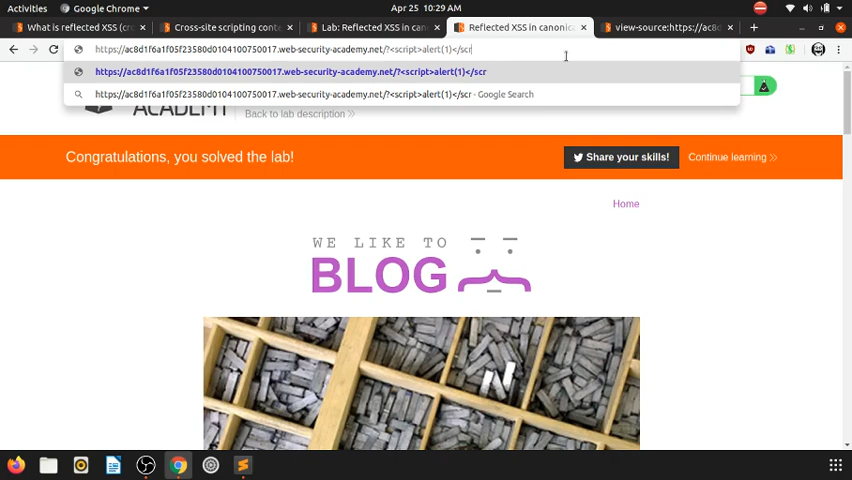 Activities
Google Chrome
Apr 25 10:29 AM
What is reflected XSS (cro
Cross-site scripting conte
Lab: Reflected XSS in can
Reflected XSS in canonic
view-source:https://ac8d
https://ac8d1f6a1f05f23580d0104100750017.web-security-academy.net/?<script>alert(1)</scr
https://ac8d1f6a1f05f23580d0104100750017.web-security-academy.net/?<script>alert(1)</scr
https://ac8d1f6a1f05f23580d0104100750017.web-security-academy.net/?<script>alert(1)</scr - Google Search
Back to lab description
Congratulations, you solved the lab!
Share your skills!
Continue learning
Home
WE LIKE TO
BLOG